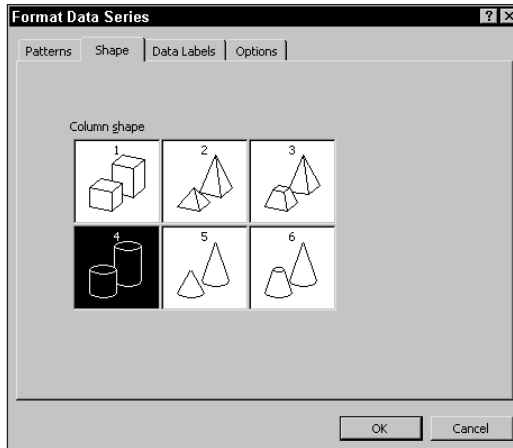 Format Data Series
Patterns Shape Data Labels Options
Column shape
1 2 3
4 5 6
OK Cancel